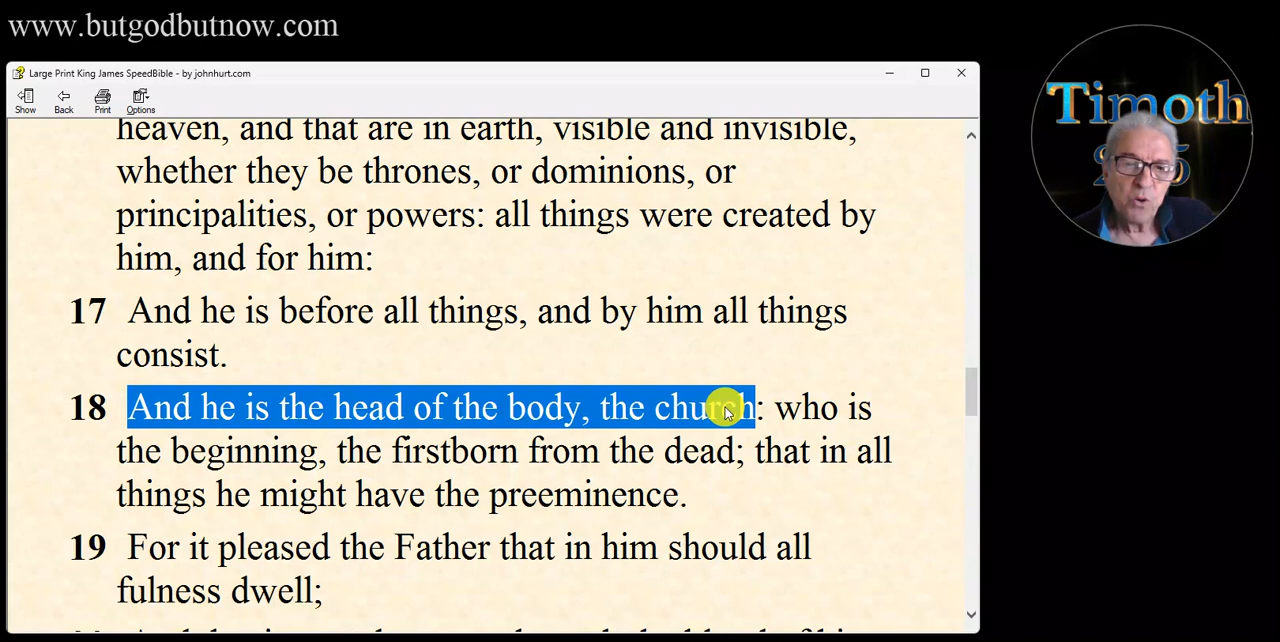 www.butgodbutnow.com
Large Print King James SpeedBible - by johnhurt.com
Show Back Print Options
heaven, and that are in earth, visible and invisible,
whether they be thrones, or dominions, or
principalities, or powers: all things were created by
him, and for him:
17 And he is before all things, and by him all things
consist.
18 And he is the head of the body, the church: who is
the beginning, the firstborn from the dead; that in all
things he might have the preeminence.
19 For it pleased the Father that in him should all
fulness dwell;
Timoth